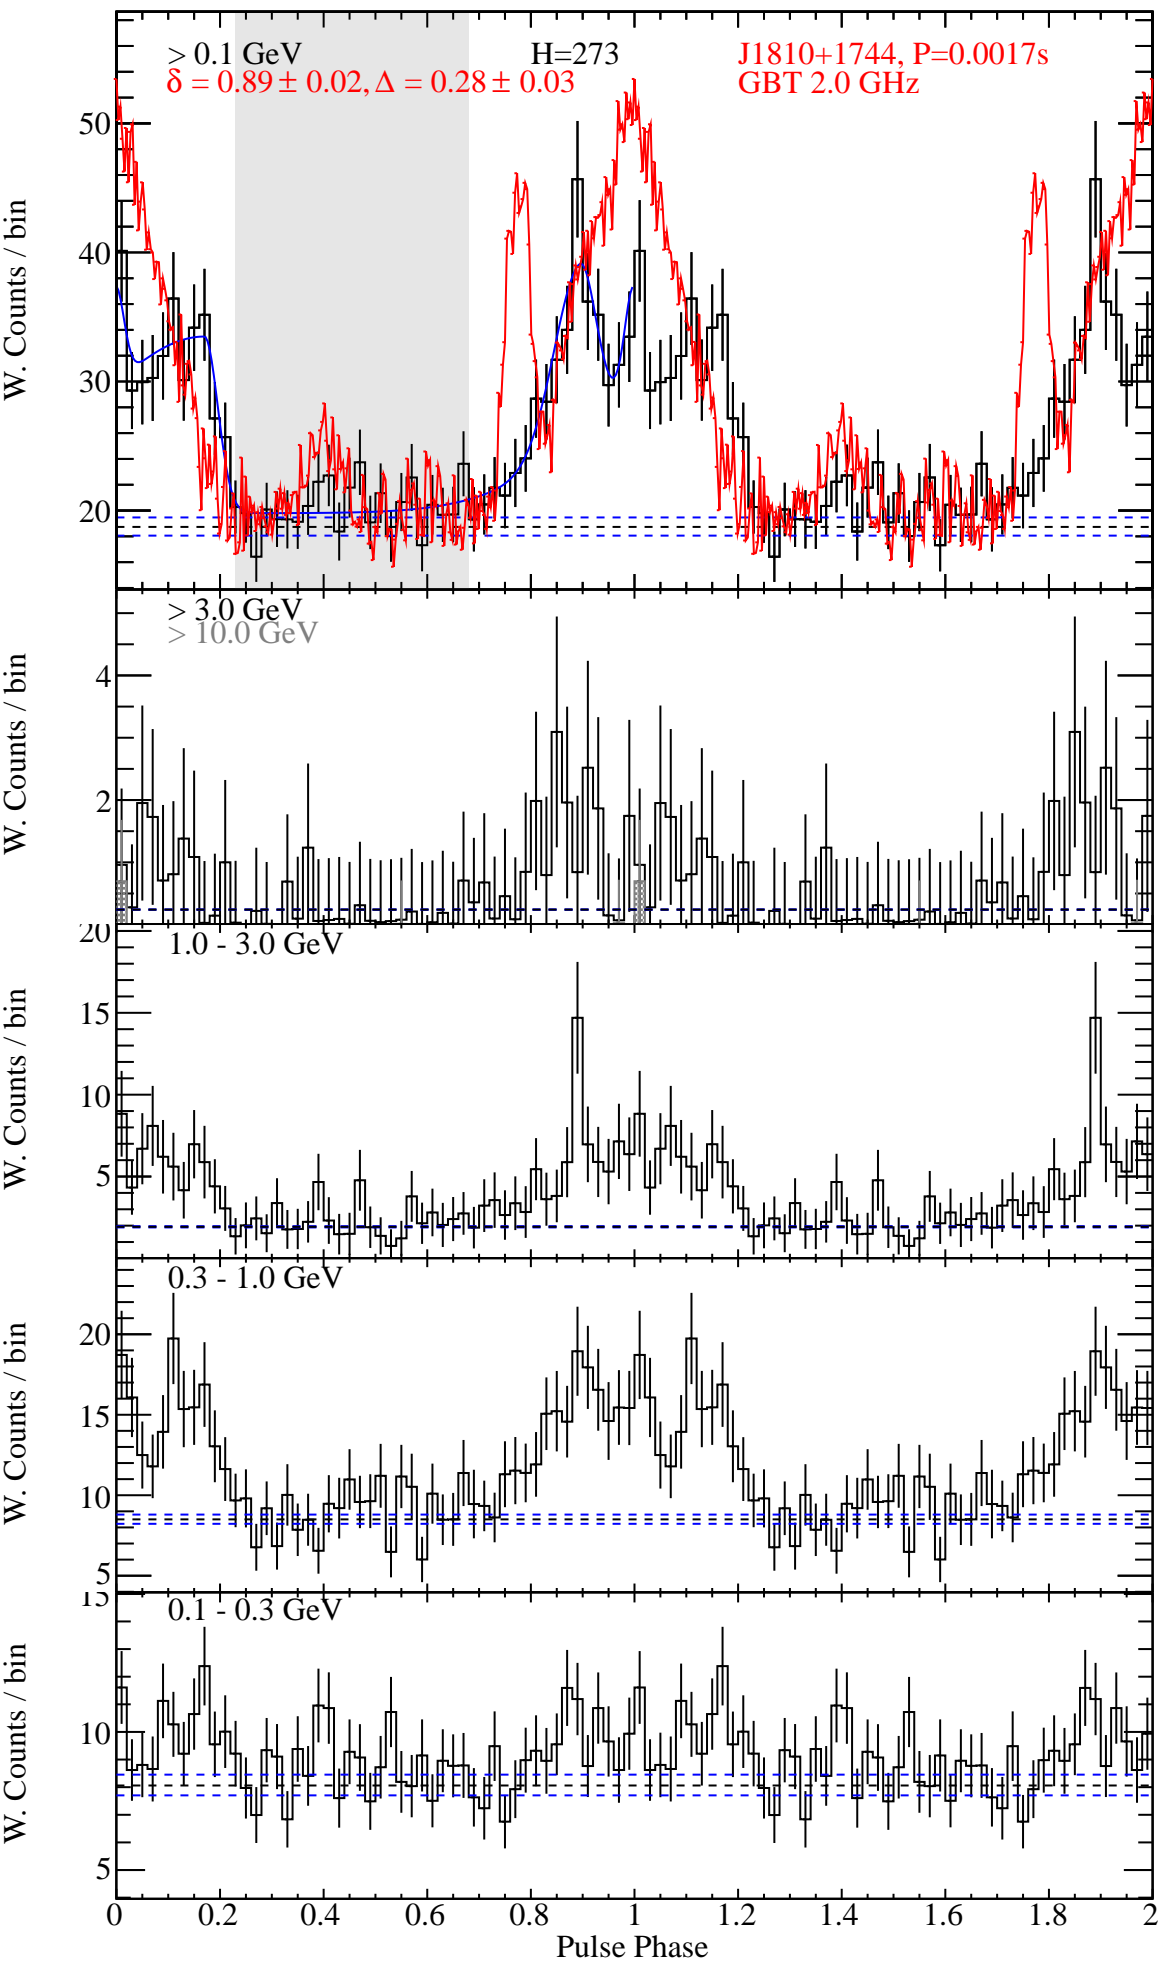 > 0.1 GeV H=273 J1810+1744, P=0.0017s
δ = 0.89 ± 0.02, Δ = 0.28 ± 0.03 GBT 2.0 GHz
50
40
30
20
W. Counts / bin
> 3.0 GeV
> 10.0 GeV
4
2
W. Counts / bin
20
1.0 - 3.0 GeV
15
10
5
W. Counts / bin
0.3 - 1.0 GeV
20
15
10
5
W. Counts / bin
15
0.1 - 0.3 GeV
10
5
W. Counts / bin
0 0.2 0.4 0.6 0.8 1 1.2 1.4 1.6 1.8 2
Pulse Phase